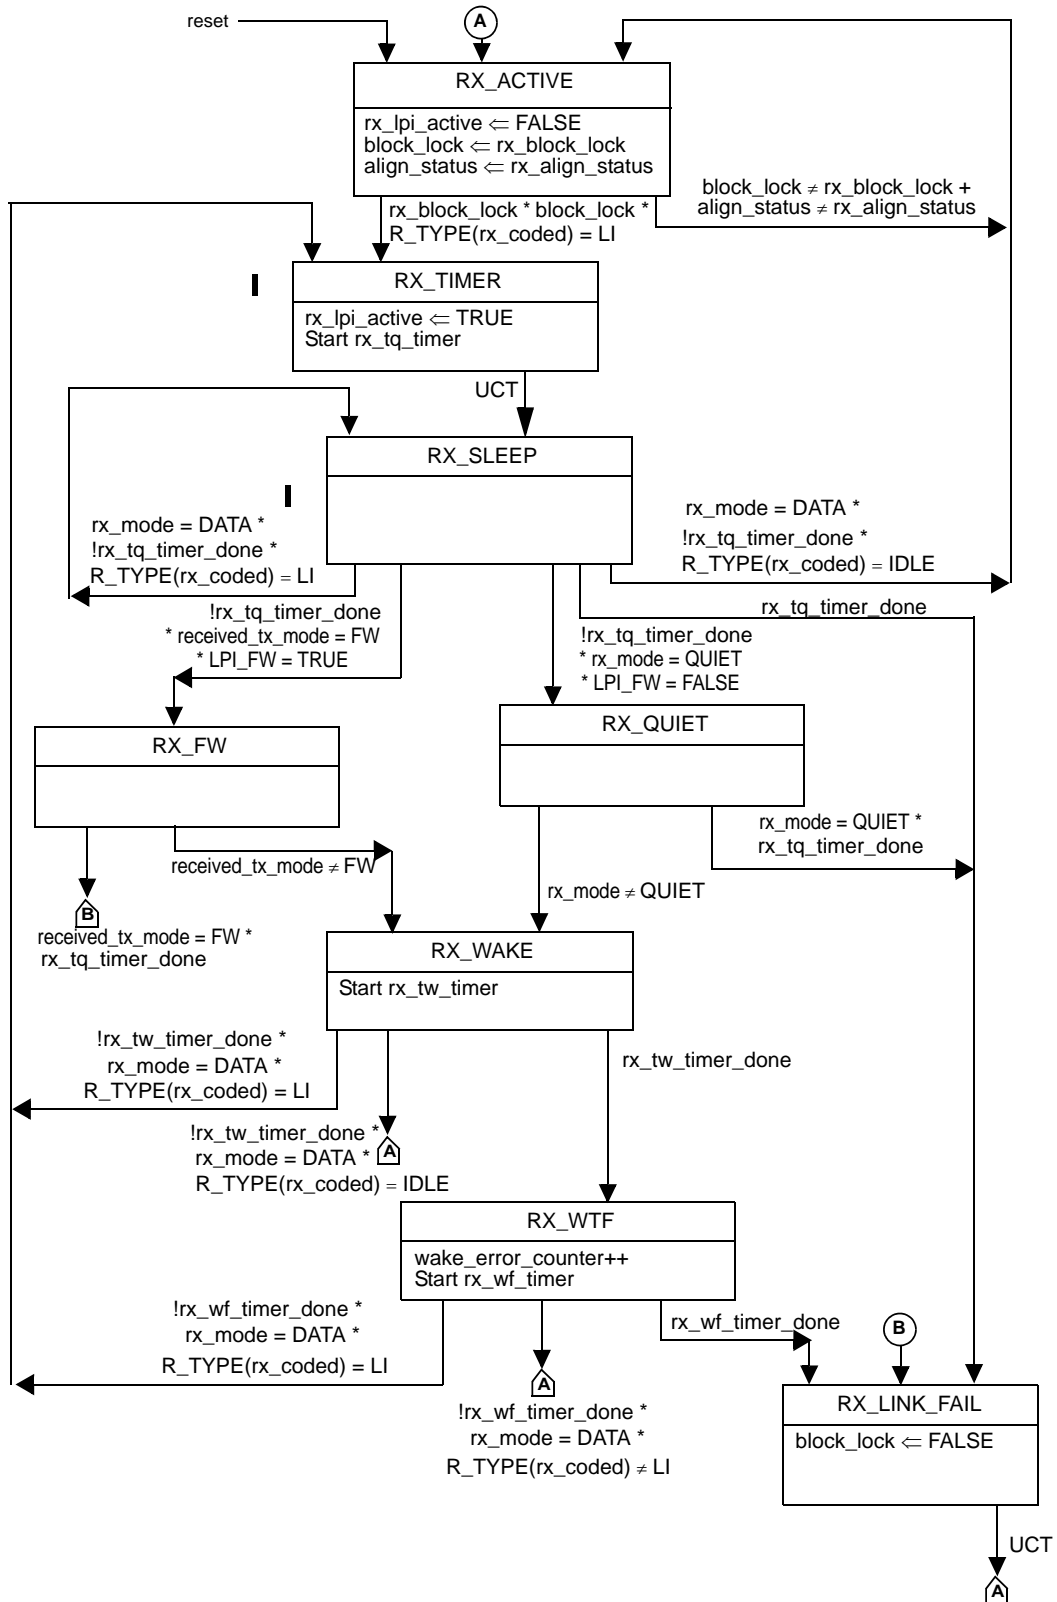 reset
A
RX_ACTIVE
rx_lpi_active ⇐ FALSE
block_lock ⇐ rx_block_lock
align_status ⇐ rx_align_status
rx_block_lock * block_lock *
R_TYPE(rx_coded) = LI
block_lock ≠ rx_block_lock +
align_status ≠ rx_align_status
RX_TIMER
rx_lpi_active ⇐ TRUE
Start rx_tq_timer
UCT
RX_SLEEP
rx_mode = DATA *
!rx_tq_timer_done *
R_TYPE(rx_coded) = LI
rx_mode = DATA *
!rx_tq_timer_done *
R_TYPE(rx_coded) = IDLE
!rx_tq_timer_done
* received_tx_mode = FW
* LPI_FW = TRUE
!rx_tq_timer_done
* rx_mode = QUIET
* LPI_FW = FALSE
rx_tq_timer_done
RX_FW
RX_QUIET
received_tx_mode ≠ FW
B
received_tx_mode = FW *
rx_tq_timer_done
rx_mode = QUIET *
rx_tq_timer_done
rx_mode ≠ QUIET
RX_WAKE
Start rx_tw_timer
!rx_tw_timer_done *
rx_mode = DATA *
R_TYPE(rx_coded) = LI
!rx_tw_timer_done *
rx_mode = DATA *
R_TYPE(rx_coded) = IDLE
A
rx_tw_timer_done
RX_WTF
wake_error_counter++
Start rx_wf_timer
!rx_wf_timer_done *
rx_mode = DATA *
R_TYPE(rx_coded) = LI
A
!rx_wf_timer_done *
rx_mode = DATA *
R_TYPE(rx_coded) ≠ LI
rx_wf_timer_done
B
RX_LINK_FAIL
block_lock ⇐ FALSE
UCT
A